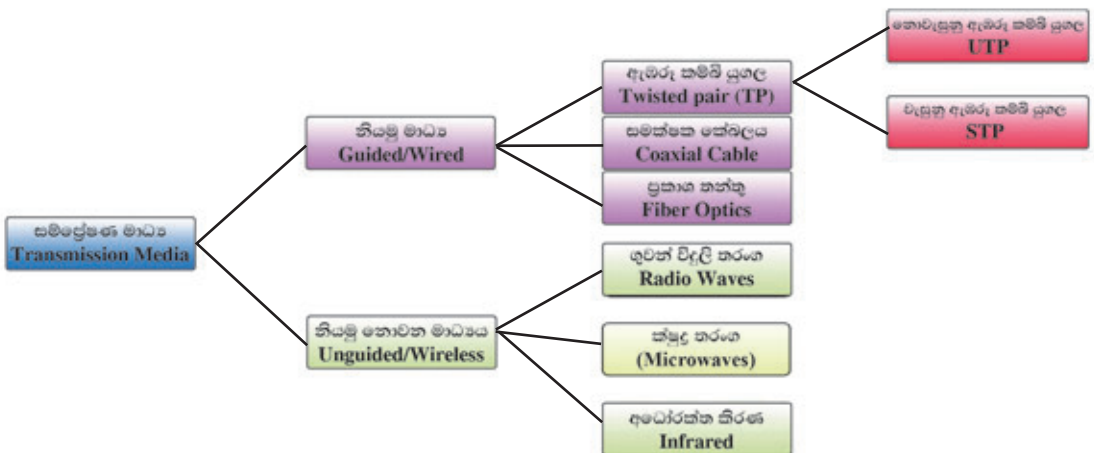 සම්ප්‍රේෂණ මාධ්‍ය
Transmission Media
නියමු මාධ්‍ය
Guided/Wired
ඇඹරූ කම්බි යුගල
Twisted pair (TP)
නොවැසුනු ඇඹරූ කම්බි යුගල
UTP
වැසුනු ඇඹරූ කම්බි යුගල
STP
සමක්ෂක කේබලය
Coaxial Cable
ප්‍රකාශ තන්තු
Fiber Optics
නියමු නොවන මාධ්‍යය
Unguided/Wireless
ගුවන් විදුලි තරංග
Radio Waves
ක්ෂුද්‍ර තරංග
(Microwaves)
අධෝරක්ත කිරණ
Infrared